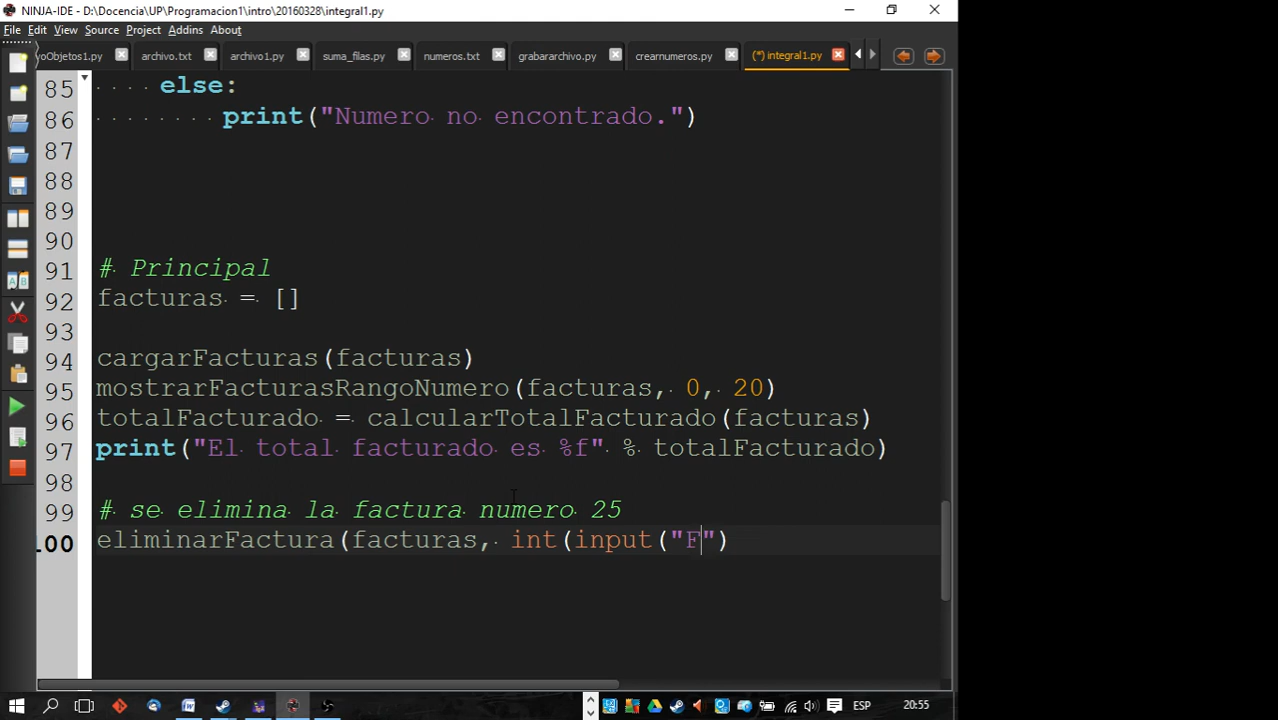 NINJA-IDE - D:\Docencia\UP\Programacion1\intro\20160328\integral1.py
File Edit View Source Project Addins About
yoObjetos1.py archivo.txt archivo1.py suma_filas.py numeros.txt grabararchivo.py crearnumeros.py (*) integral1.py
85 else:
86 print("Numero no encontrado.")
87
88
89
90
91 # Principal
92 facturas = []
93
94 cargarFacturas(facturas)
95 mostrarFacturasRangoNumero(facturas, 0, 20)
96 totalFacturado = calcularTotalFacturado(facturas)
97 print("El total facturado es %f" % totalFacturado)
98
99 # se elimina la factura numero 25
100 eliminarFactura(facturas, int(input("F")
ESP 20:55